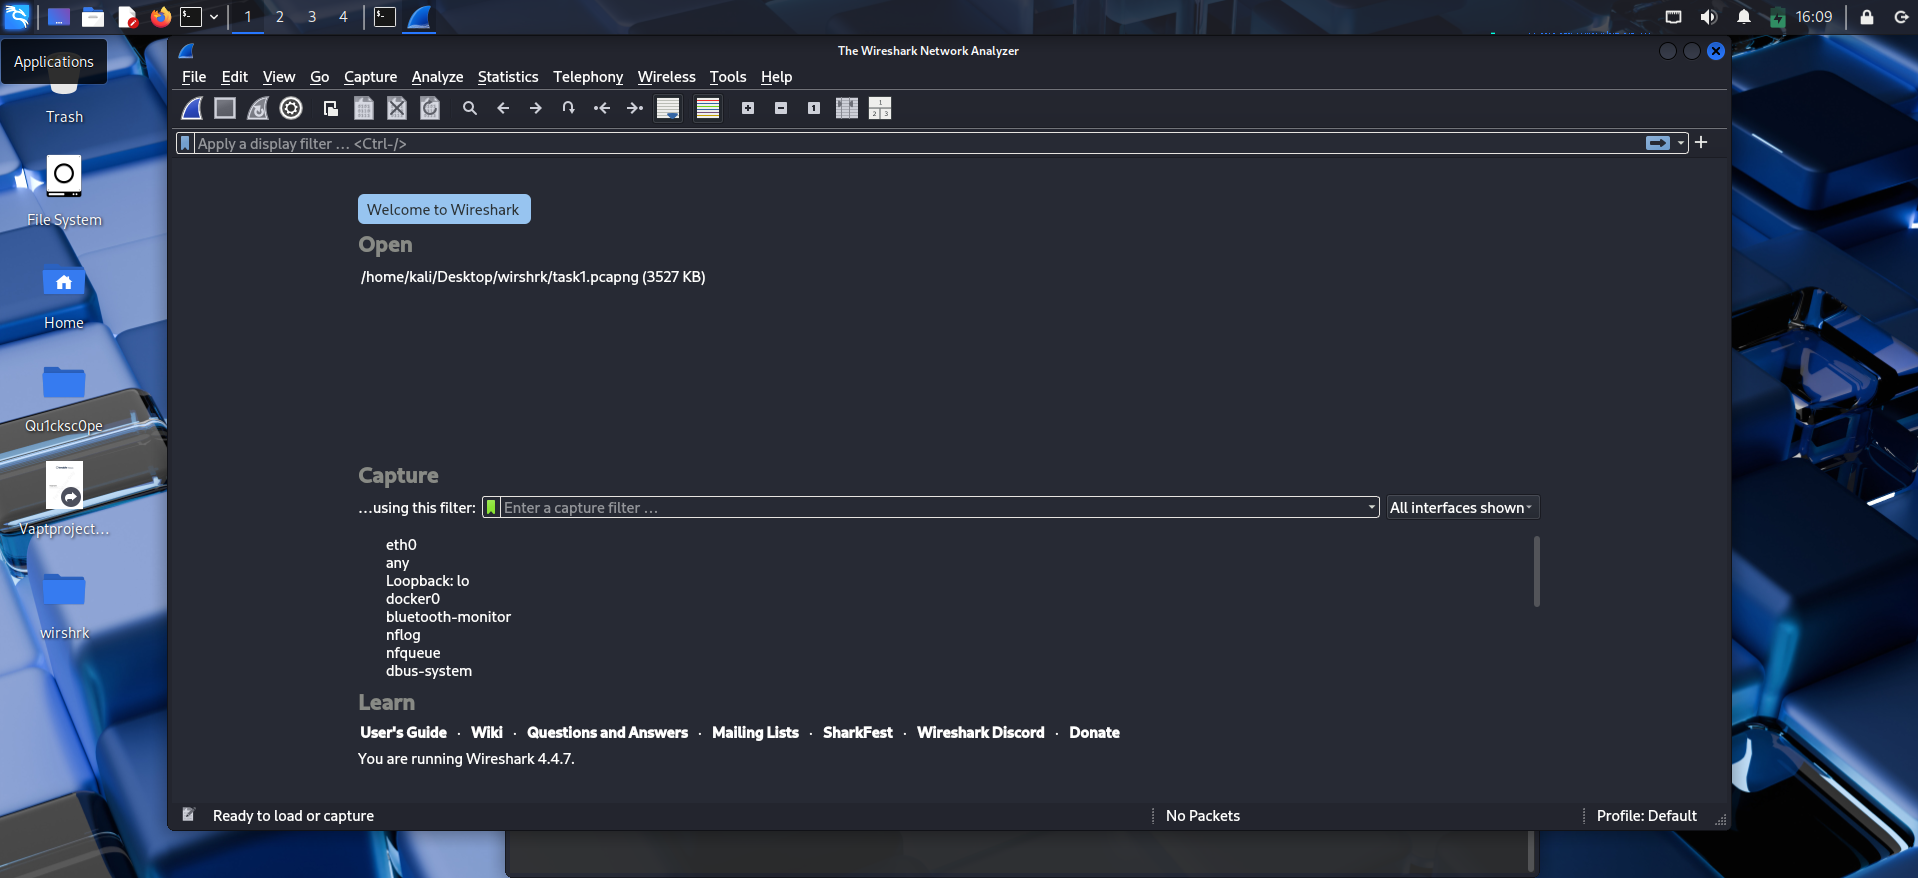 1 2 3 4
16:09
Applications
Trash
File System
Home
Qu1cksc0pe
Vaptproject...
wirshrk
The Wireshark Network Analyzer
File Edit View Go Capture Analyze Statistics Telephony Wireless Tools Help
Apply a display filter ... <Ctrl-/>
Welcome to Wireshark
Open
/home/kali/Desktop/wirshrk/task1.pcapng (3527 KB)
Capture
...using this filter: Enter a capture filter ... All interfaces shown
eth0
any
Loopback: lo
docker0
bluetooth-monitor
nflog
nfqueue
dbus-system
Learn
User's Guide · Wiki · Questions and Answers · Mailing Lists · SharkFest · Wireshark Discord · Donate
You are running Wireshark 4.4.7.
Ready to load or capture No Packets Profile: Default